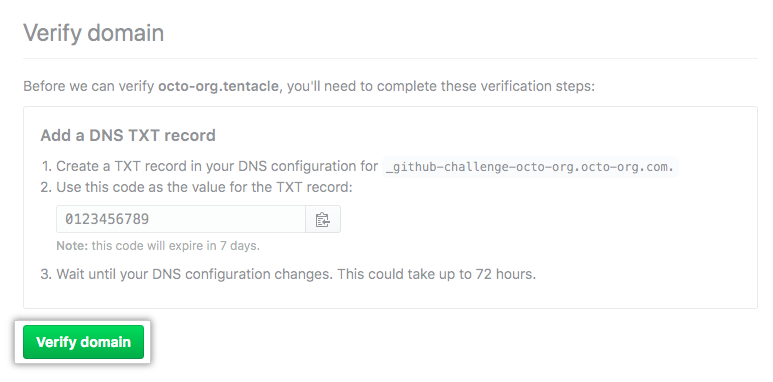 Verify domain
Before we can verify octo-org.tentacle, you'll need to complete these verification steps:
Add a DNS TXT record
1. Create a TXT record in your DNS configuration for _github-challenge-octo-org.octo-org.com.
2. Use this code as the value for the TXT record:
0123456789
Note: this code will expire in 7 days.
3. Wait until your DNS configuration changes. This could take up to 72 hours.
Verify domain